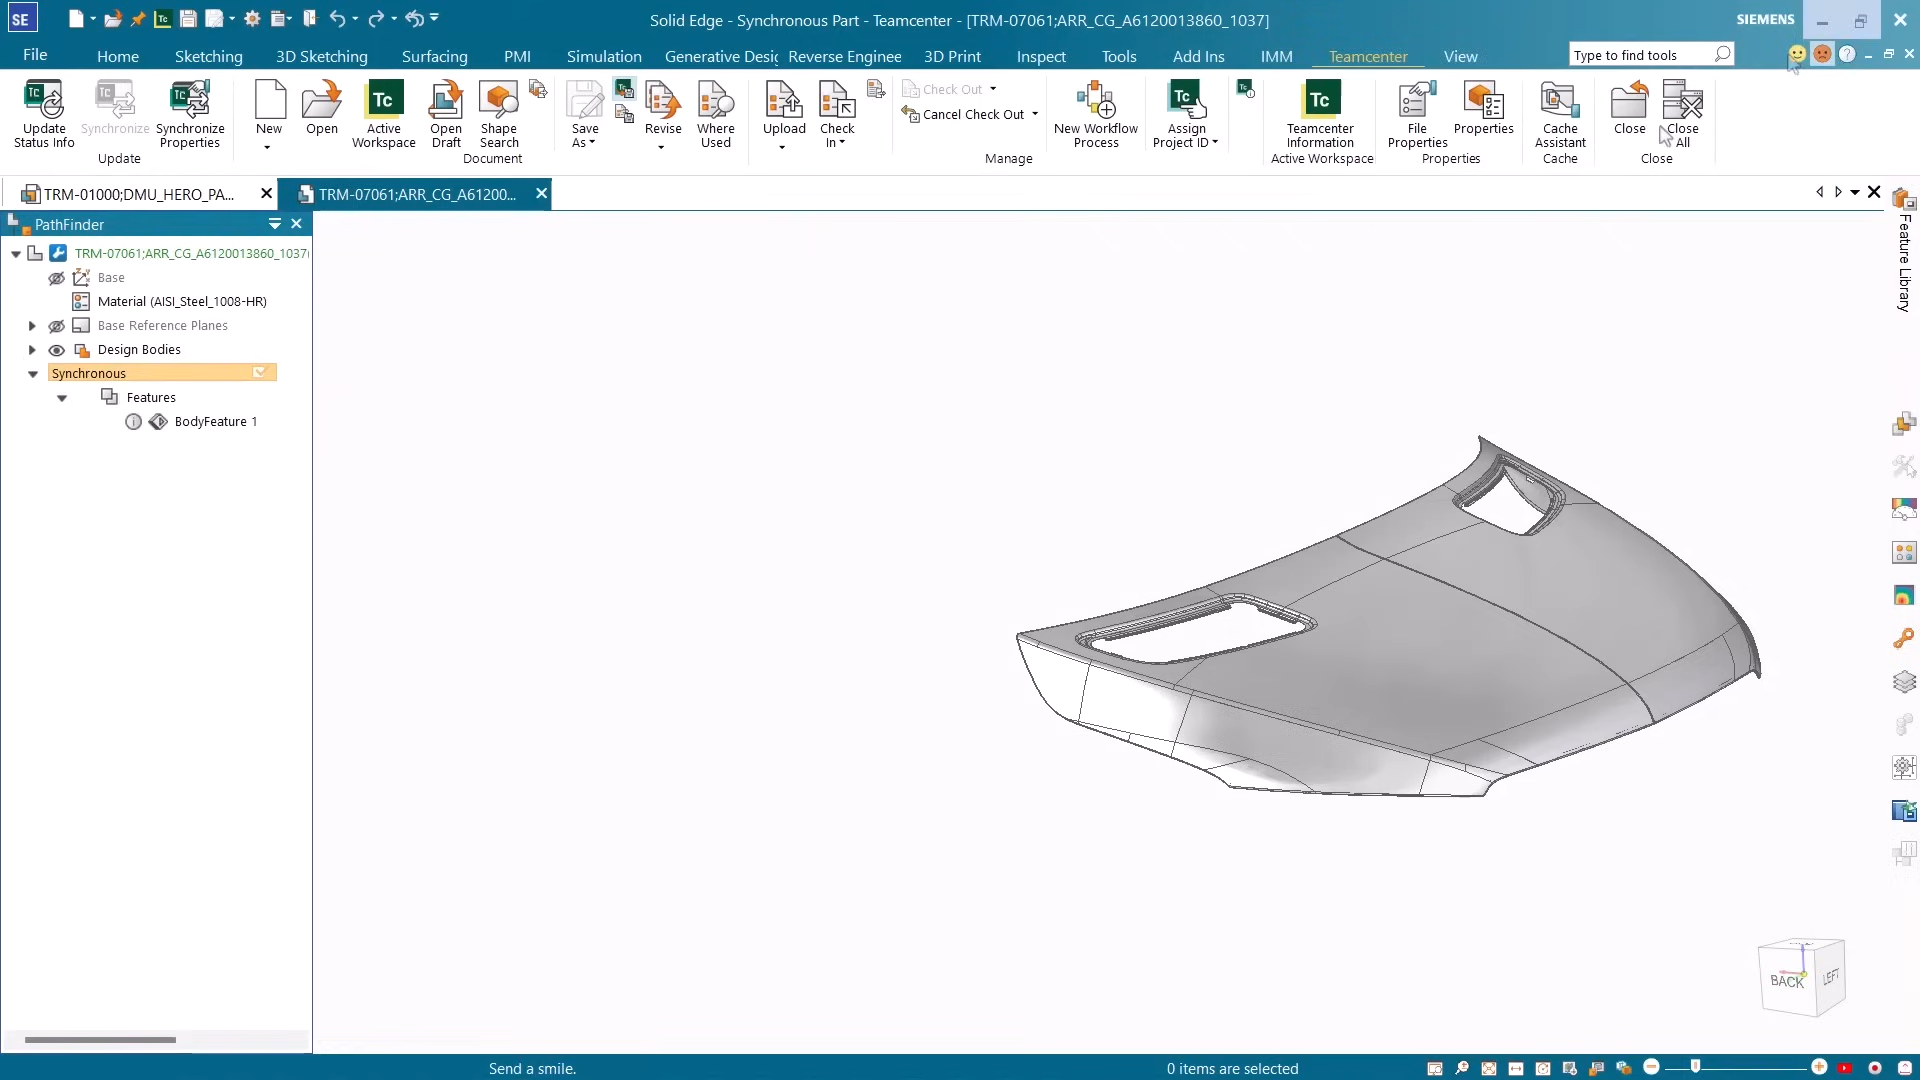 SE
Tc
Solid Edge - Synchronous Part - Teamcenter - [TRM-07061;ARR_CG_A6120013860_1037]
SIEMENS
File
Home
Sketching
3D Sketching
Surfacing
PMI
Simulation
Generative Desig
Reverse Enginee
3D Print
Inspect
Tools
Add Ins
IMM
Teamcenter
View
Type to find tools
Update Status Info
Synchronize
Synchronize Properties
Update
New
Open
Active Workspace
Open Draft
Shape Search
Document
Save As
Revise
Where Used
Upload
Check In
Check Out
Cancel Check Out
Manage
New Workflow Process
Assign Project ID
Teamcenter Information
Active Workspace
File Properties
Properties
Properties
Cache Assistant
Cache
Close
Close All
Close
TRM-01000;DMU_HERO_PA...
TRM-07061;ARR_CG_A61200...
PathFinder
TRM-07061;ARR_CG_A6120013860_1037
Base
Material (AISI_Steel_1008-HR)
Base Reference Planes
Design Bodies
Synchronous
Features
BodyFeature 1
Feature Library
BACK
LEFT
Send a smile.
0 items are selected